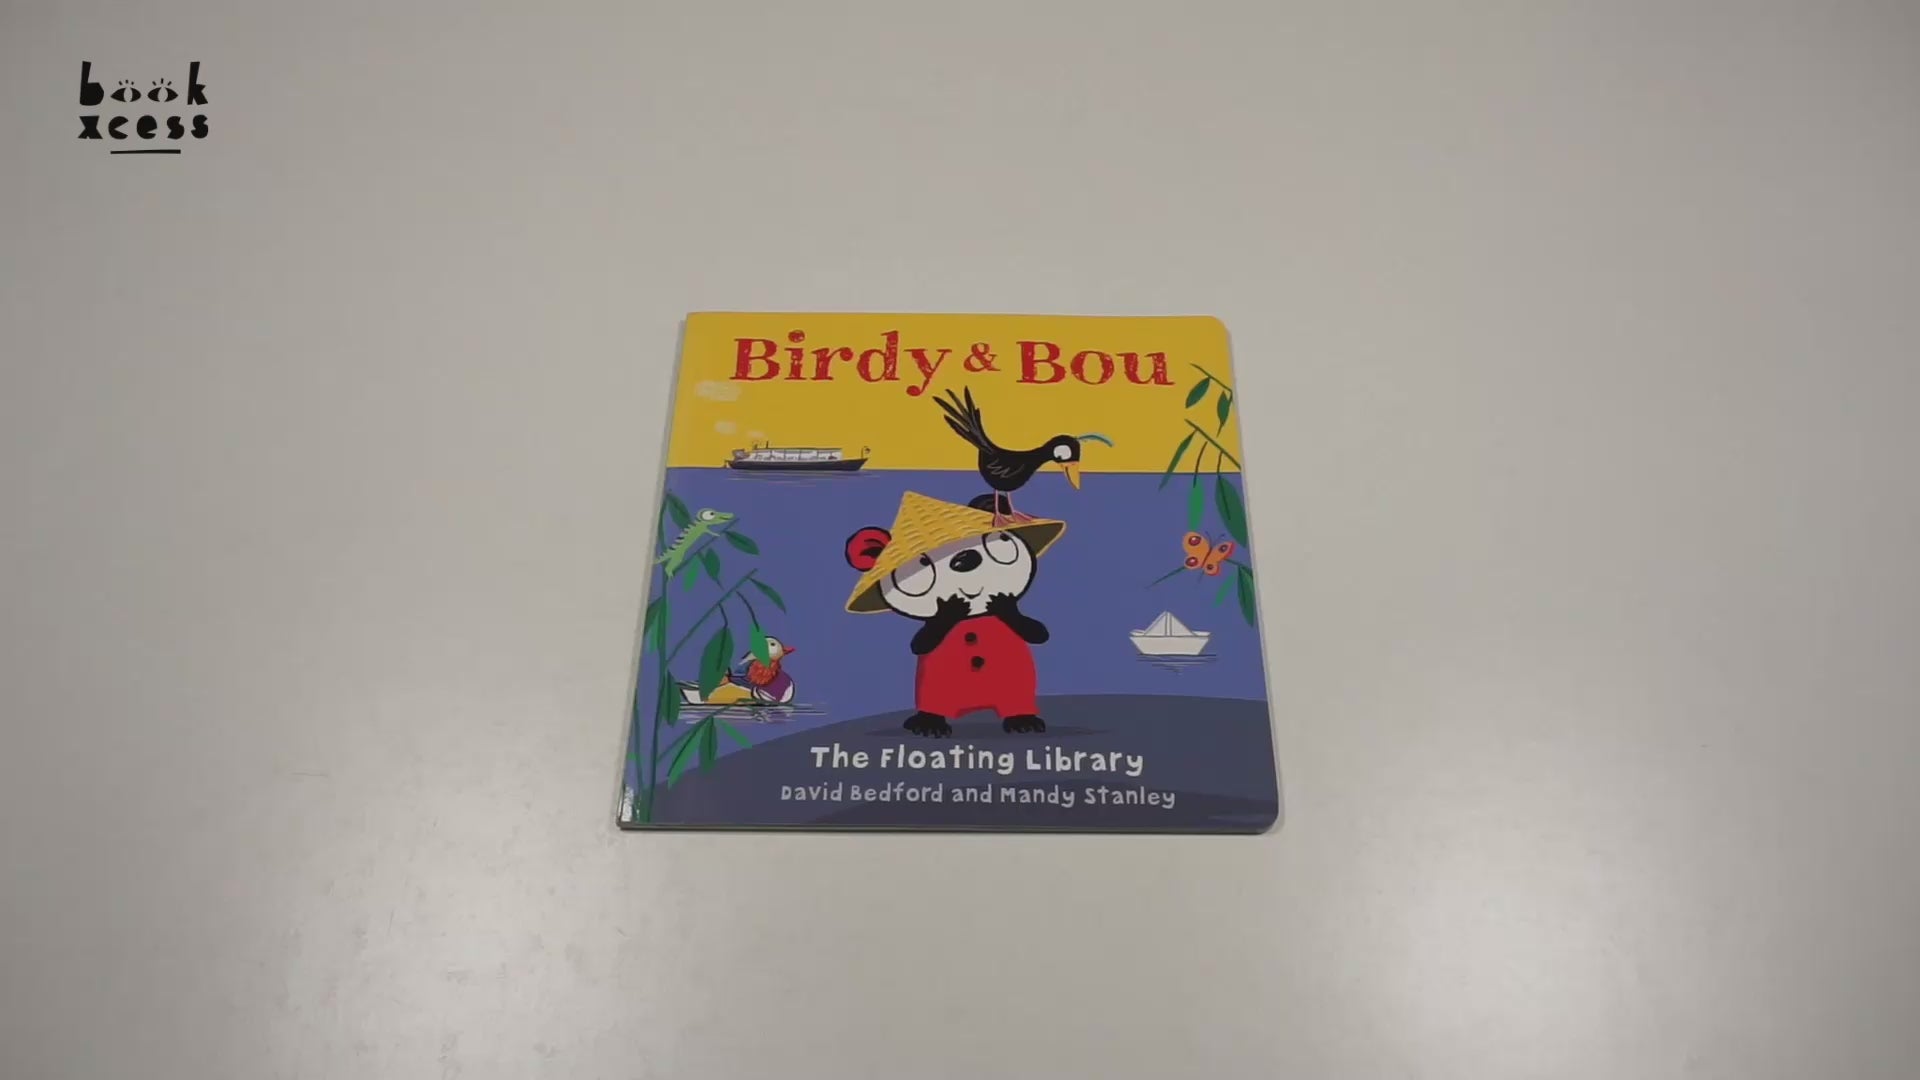 book
xcess
Birdy & Bou
The Floating Library
David Bedford and Mandy Stanley